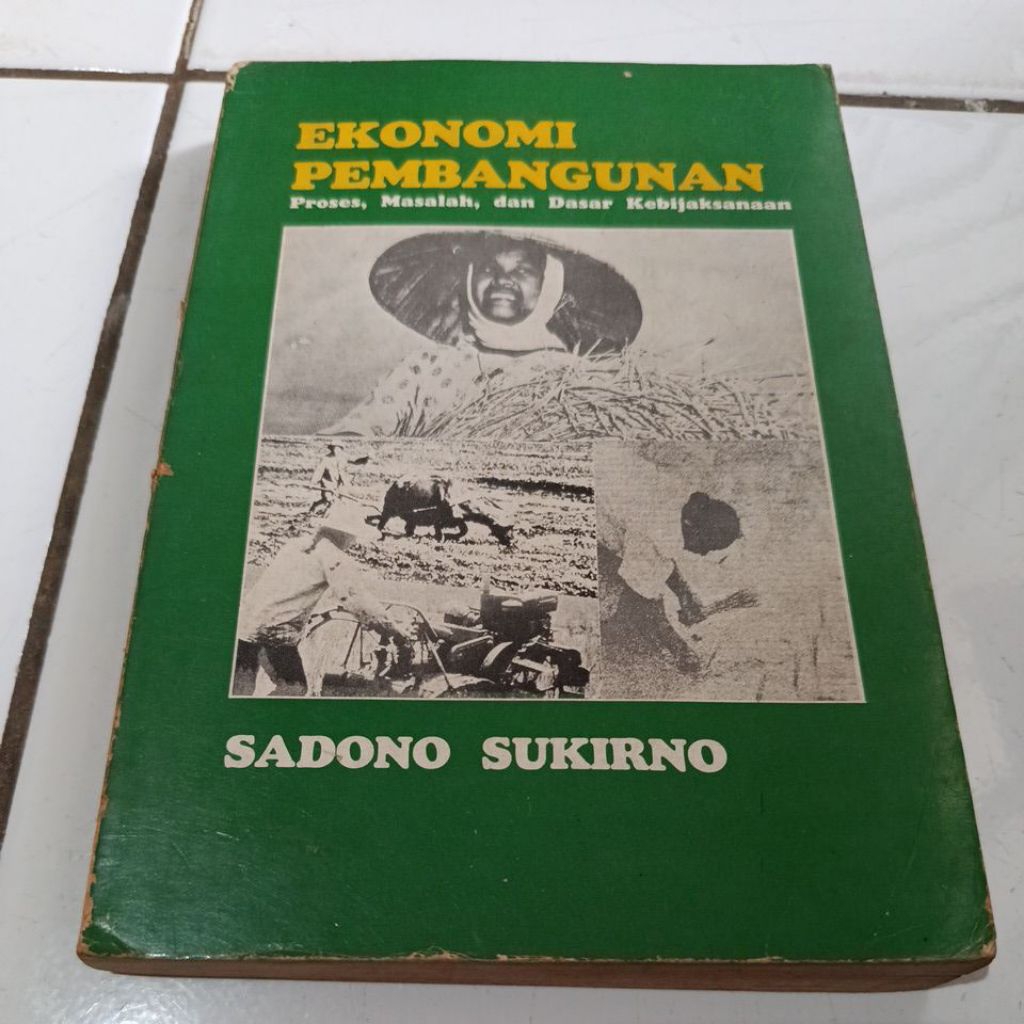 EKONOMI
PEMBANGUNAN
Proses, Masalah, dan Dasar Kebijaksanaan
SADONO SUKIRNO